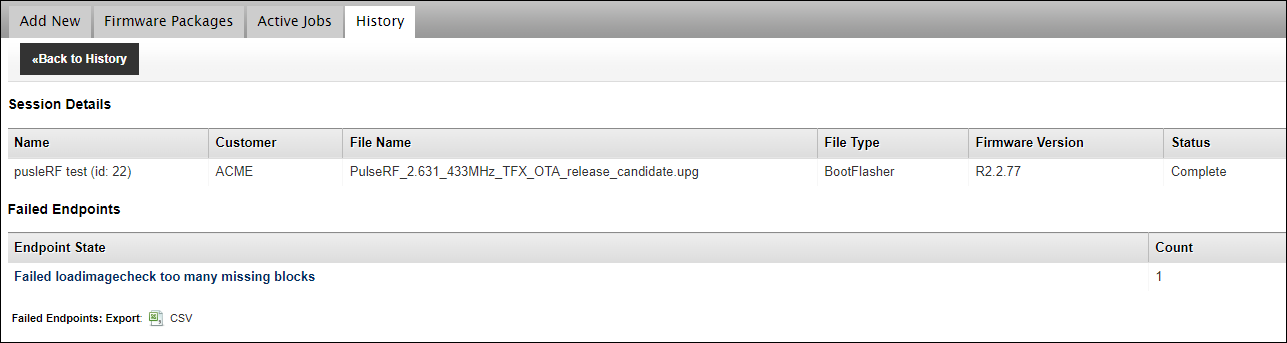 Add New Firmware Packages Active Jobs History
«Back to History
Session Details
Name Customer File Name File Type Firmware Version Status
pusleRF test (id: 22) ACME PulseRF_2.631_433MHz_TFX_OTA_release_candidate.upg BootFlasher R2.2.77 Complete
Failed Endpoints
Endpoint State Count
Failed loadimagecheck too many missing blocks 1
Failed Endpoints: Export: CSV